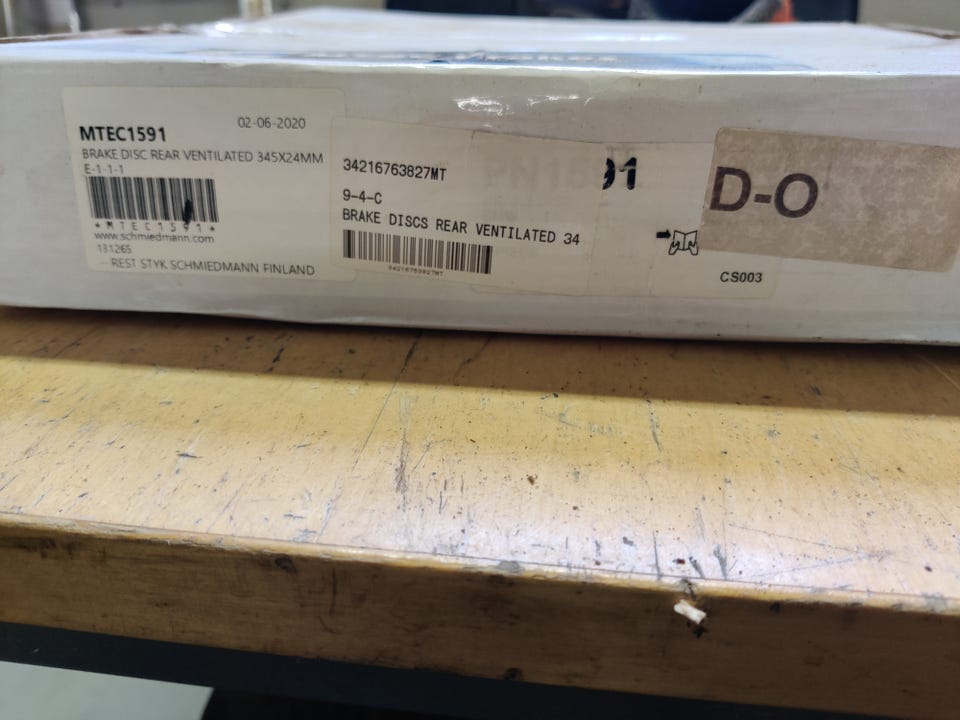 MTEC1591
02-06-2020
BRAKE DISC REAR VENTILATED 345X24MM
E-1-1-1
*MTEC1591*
www.schmiedmann.com
131265
REST STYK SCHMIEDMANN FINLAND
34216763827MT
9-4-C
BRAKE DISCS REAR VENTILATED 34
34216763827MT
91
D-O
CS003